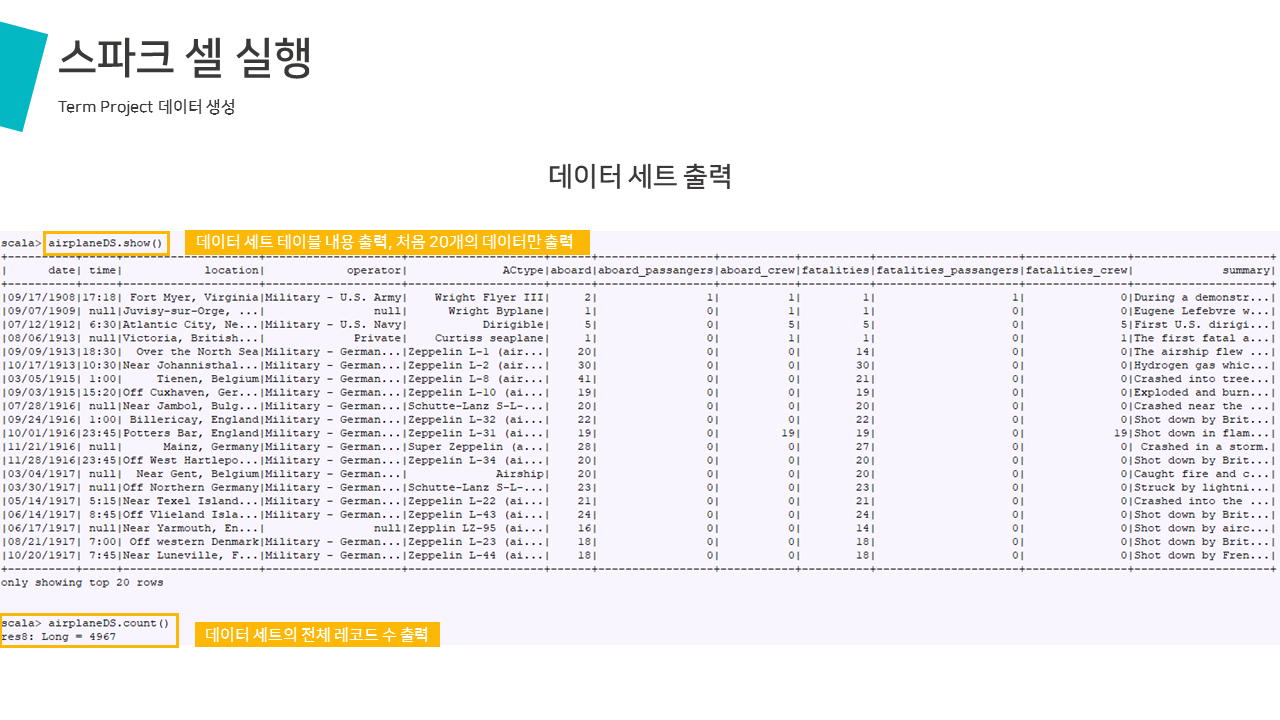 스파크 셸 실행
Term Project 데이터 생성
데이터 세트 출력
scala> airplaneDS.show() 데이터 세트 테이블 내용 출력, 처음 20개의 데이터만 출력
+----------+-----+--------------------+--------------------+--------------------+------+-----------------+-----------+----------+---------------------+---------------+--------------------+
|      date| time|            location|            operator|              ACtype|aboard|aboard_passangers|aboard_crew|fatalities|fatalities_passangers|fatalities_crew|             summary|
+----------+-----+--------------------+--------------------+--------------------+------+-----------------+-----------+----------+---------------------+---------------+--------------------+
|09/17/1908|17:18| Fort Myer, Virginia|Military - U.S. Army|    Wright Flyer III|     2|                1|          1|         1|                    1|              0|During a demonstr...|
|09/07/1909| null|Juvisy-sur-Orge, ...|                null|      Wright Byplane|     1|                0|          1|         1|                    0|              0|Eugene Lefebvre w...|
|07/12/1912| 6:30|Atlantic City, Ne...|Military - U.S. Navy|           Dirigible|     5|                0|          5|         5|                    0|              5|First U.S. dirigi...|
|08/06/1913| null|Victoria, British...|             Private|    Curtiss seaplane|     1|                0|          1|         1|                    0|              1|The first fatal a...|
|09/09/1913|18:30|  Over the North Sea|Military - German...|Zeppelin L-1 (air...|    20|                0|          0|        14|                    0|              0|The airship flew ...|
|10/17/1913|10:30|Near Johannisthal...|Military - German...|Zeppelin L-2 (air...|    30|                0|          0|        30|                    0|              0|Hydrogen gas whic...|
|03/05/1915| 1:00|     Tienen, Belgium|Military - German...|Zeppelin L-8 (air...|    41|                0|          0|        21|                    0|              0|Crashed into tree...|
|09/03/1915|15:20|Off Cuxhaven, Ger...|Military - German...|Zeppelin L-10 (ai...|    19|                0|          0|        19|                    0|              0|Exploded and burn...|
|07/28/1916| null|Near Jambol, Bulg...|Military - German...|Schutte-Lanz S-L-...|    20|                0|          0|        20|                    0|              0|Crashed near the ...|
|09/24/1916| 1:00| Billericay, England|Military - German...|Zeppelin L-32 (ai...|    22|                0|          0|        22|                    0|              0|Shot down by Brit...|
|10/01/1916|23:45|Potters Bar, England|Military - German...|Zeppelin L-31 (ai...|    19|                0|         19|        19|                    0|             19|Shot down in flam...|
|11/21/1916| null|      Mainz, Germany|Military - German...|Super Zeppelin (a...|    28|                0|          0|        27|                    0|              0| Crashed in a storm.|
|11/28/1916|23:45|Off West Hartlepo...|Military - German...|Zeppelin L-34 (ai...|    20|                0|          0|        20|                    0|              0|Shot down by Brit...|
|03/04/1917| null|  Near Gent, Belgium|Military - German...|             Airship|    20|                0|          0|        20|                    0|              0|Caught fire and c...|
|03/30/1917| null|Off Northern Germany|Military - German...|Schutte-Lanz S-L-...|    23|                0|          0|        23|                    0|              0|Struck by lightni...|
|05/14/1917| 5:15|Near Texel Island...|Military - German...|Zeppelin L-22 (ai...|    21|                0|          0|        21|                    0|              0|Crashed into the ...|
|06/14/1917| 8:45|Off Vlieland Isla...|Military - German...|Zeppelin L-43 (ai...|    24|                0|          0|        24|                    0|              0|Shot down by Brit...|
|06/17/1917| null|Near Yarmouth, En...|                null|Zepplin LZ-95 (ai...|    16|                0|          0|        14|                    0|              0|Shot down by airc...|
|08/21/1917| 7:00| Off western Denmark|Military - German...|Zeppelin L-23 (ai...|    18|                0|          0|        18|                    0|              0|Shot down by Brit...|
|10/20/1917| 7:45|Near Luneville, F...|Military - German...|Zeppelin L-44 (ai...|    18|                0|          0|        18|                    0|              0|Shot down by Fren...|
+----------+-----+--------------------+--------------------+--------------------+------+-----------------+-----------+----------+---------------------+---------------+--------------------+
only showing top 20 rows
scala> airplaneDS.count()
res8: Long = 4967 데이터 세트의 전체 레코드 수 출력